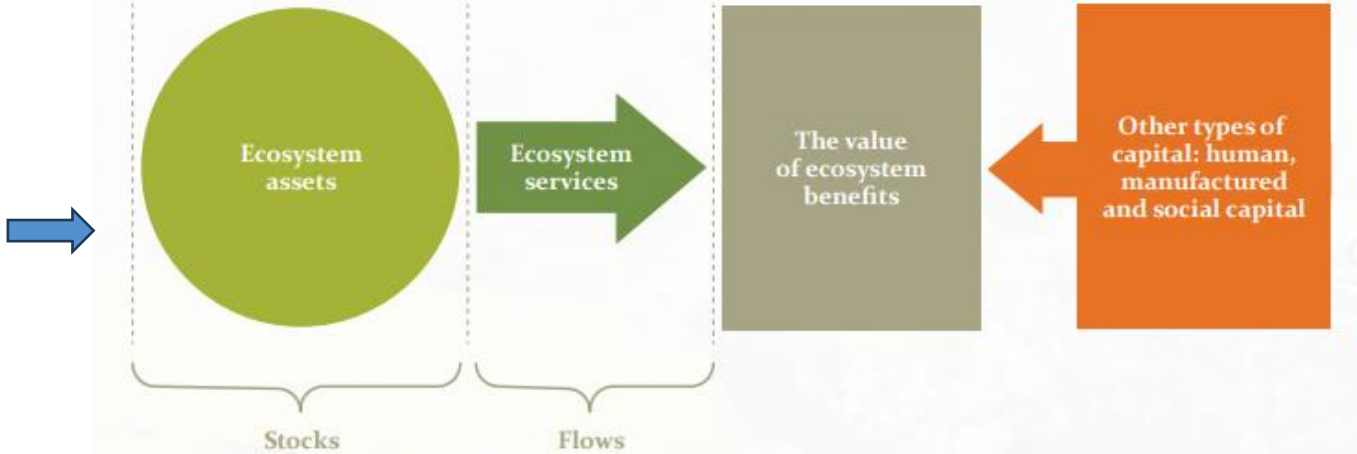 Ecosystem
assets
Ecosystem
services
The value
of ecosystem
benefits
Other types of
capital: human,
manufactured
and social capital
Stocks
Flows